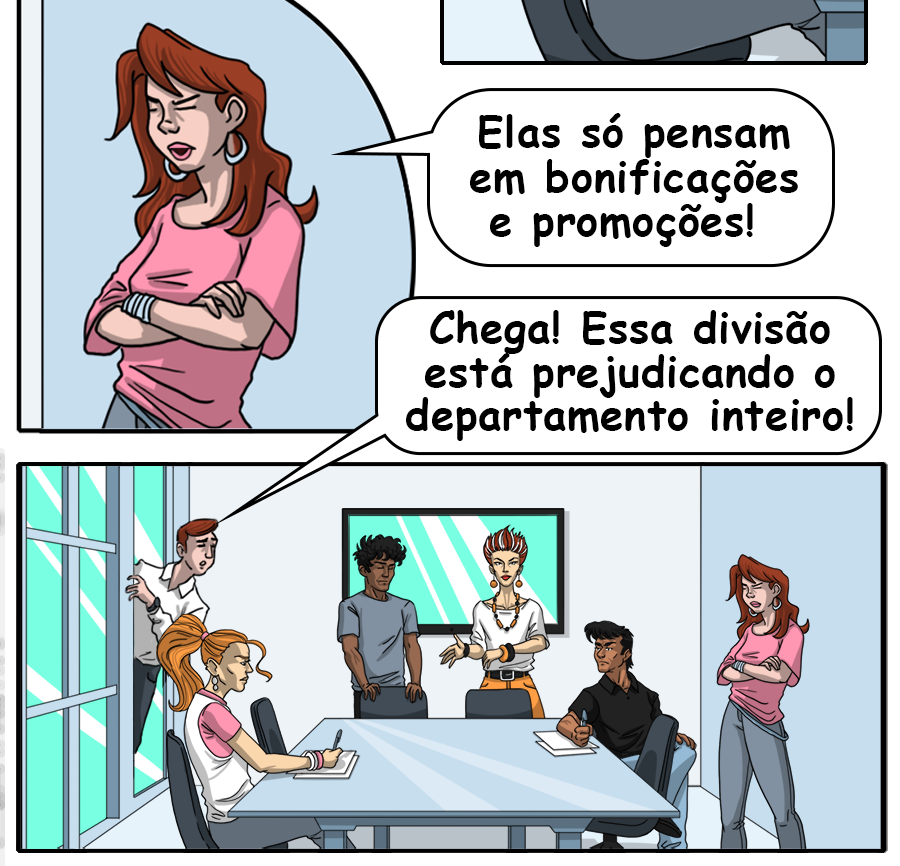 Elas só pensam
em bonificações
e promoções!
Chega! Essa divisão
está prejudicando o
departamento inteiro!